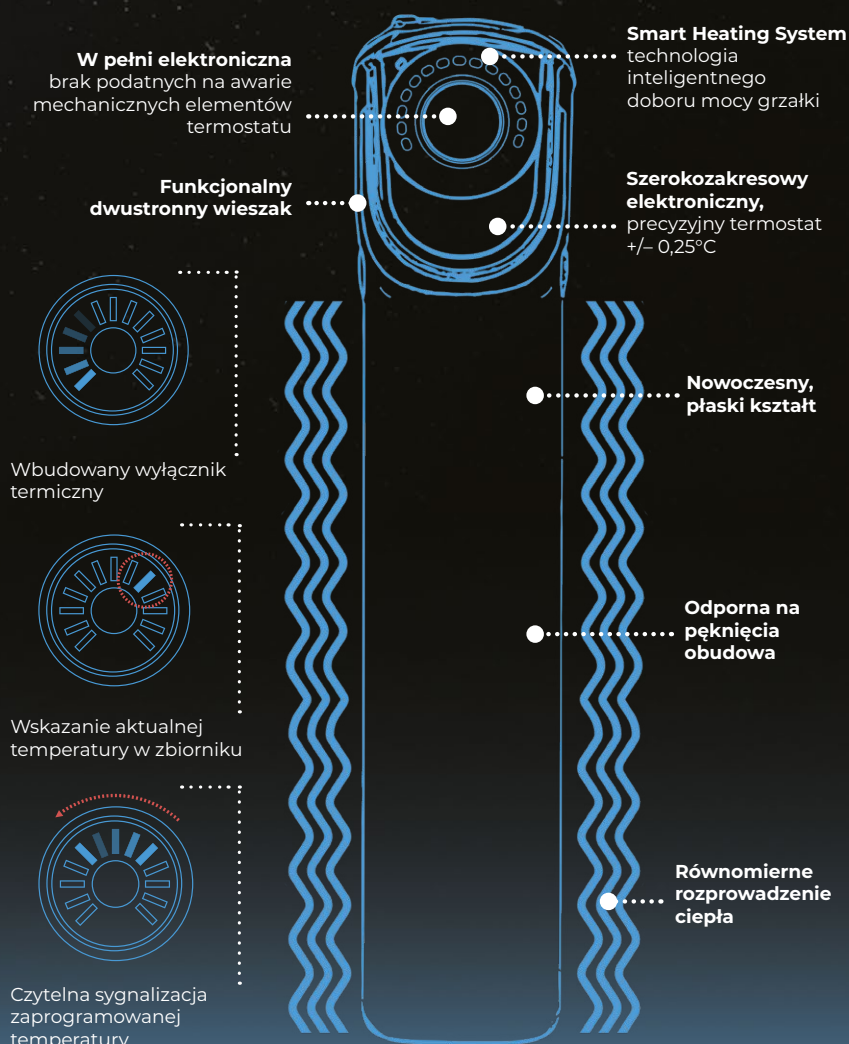 W pełni elektroniczna
brak podatnych na awarie
mechanicznych elementów
termostatu
Smart Heating System
technologia
inteligentnego
doboru mocy grzałki
Funkcjonalny
dwustronny wieszak
Szerokozakresowy
elektroniczny,
precyzyjny termostat
+/– 0,25°C
Nowoczesny,
płaski kształt
Wbudowany wyłącznik
termiczny
Odporna na
pęknięcia
obudowa
Wskazanie aktualnej
temperatury w zbiorniku
Równomierne
rozprowadzenie
ciepła
Czytelna sygnalizacja
zaprogramowanej
temperatury